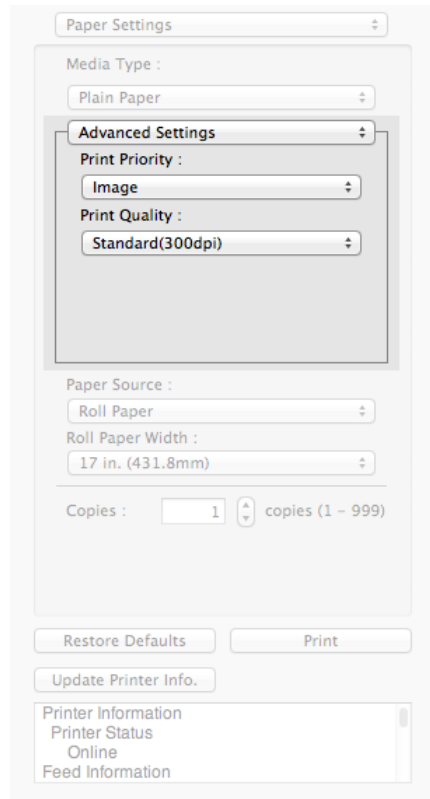 Paper Settings
Media Type :
Plain Paper
Advanced Settings
Print Priority :
Image
Print Quality :
Standard(300dpi)
Paper Source :
Roll Paper
Roll Paper Width :
17 in. (431.8mm)
Copies : 1 copies (1 – 999)
Restore Defaults Print
Update Printer Info.
Printer Information
Printer Status
Online
Feed Information